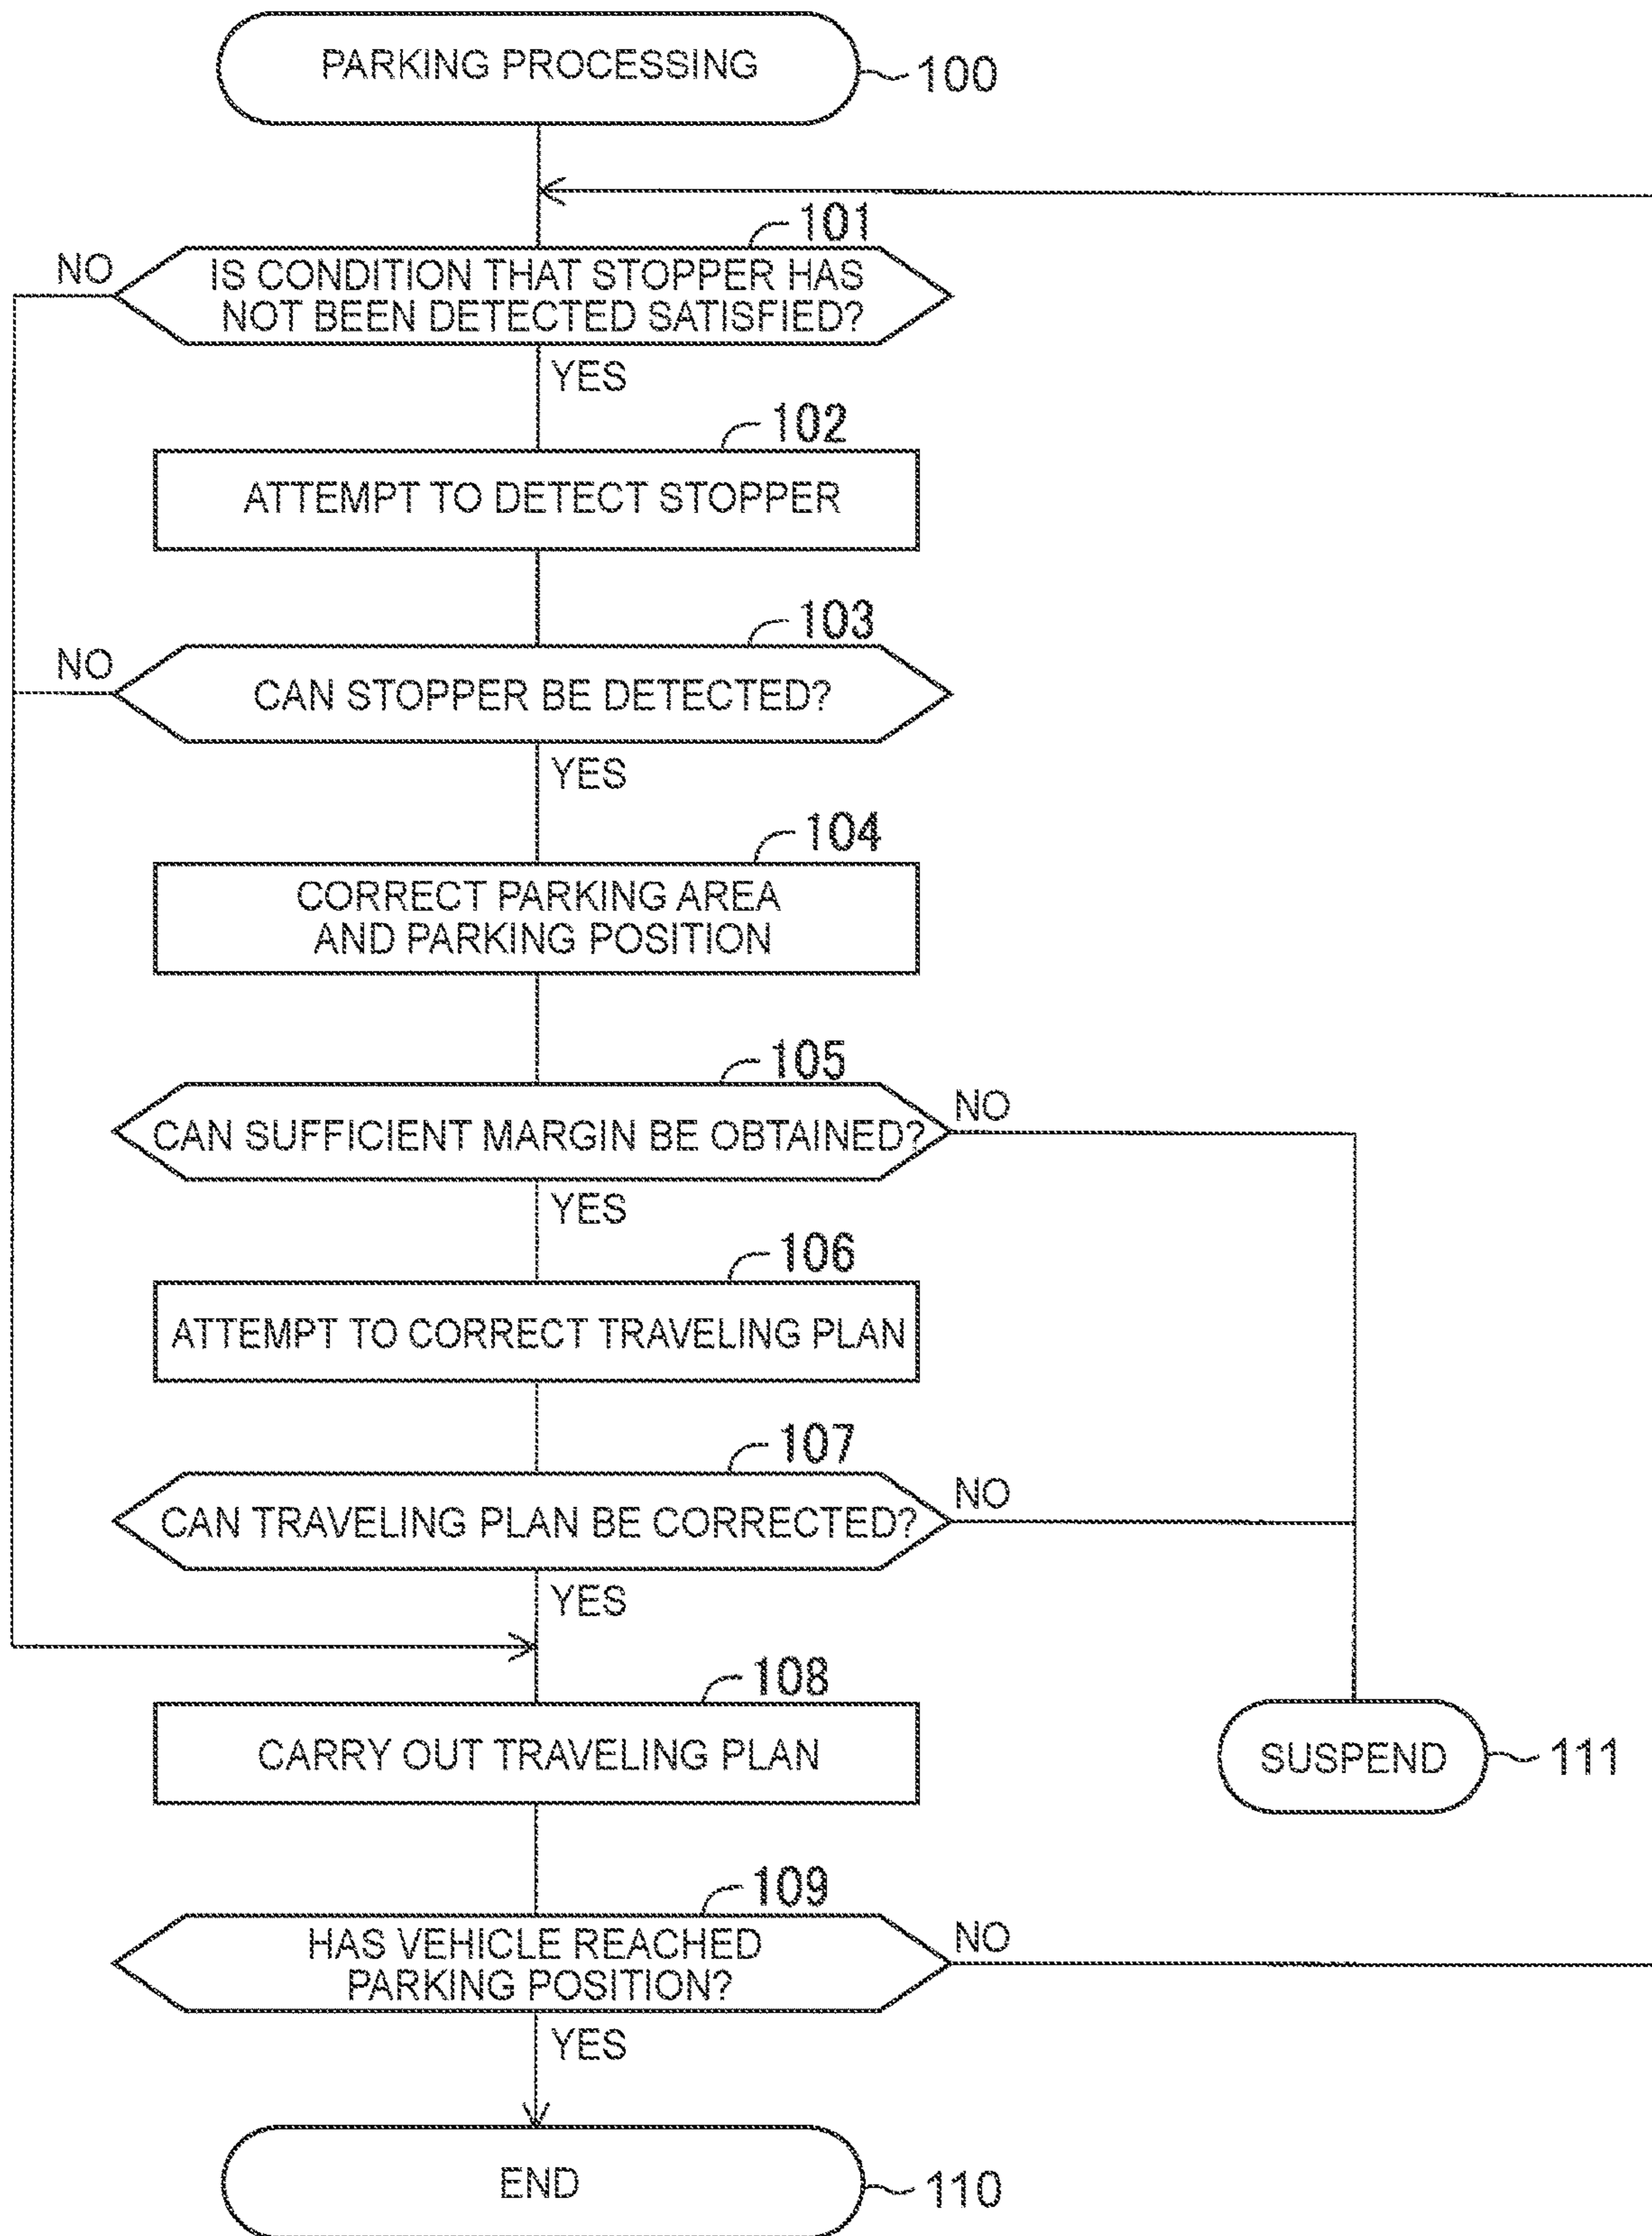 PARKING PROCESSING
100
101
NO
IS CONDITION THAT STOPPER HAS
NOT BEEN DETECTED SATISFIED?
YES
102
ATTEMPT TO DETECT STOPPER
103
NO
CAN STOPPER BE DETECTED?
YES
104
CORRECT PARKING AREA
AND PARKING POSITION
105
NO
CAN SUFFICIENT MARGIN BE OBTAINED?
YES
106
ATTEMPT TO CORRECT TRAVELING PLAN
107
NO
CAN TRAVELING PLAN BE CORRECTED?
YES
108
CARRY OUT TRAVELING PLAN
SUSPEND
111
109
HAS VEHICLE REACHED
PARKING POSITION?
NO
YES
END
110